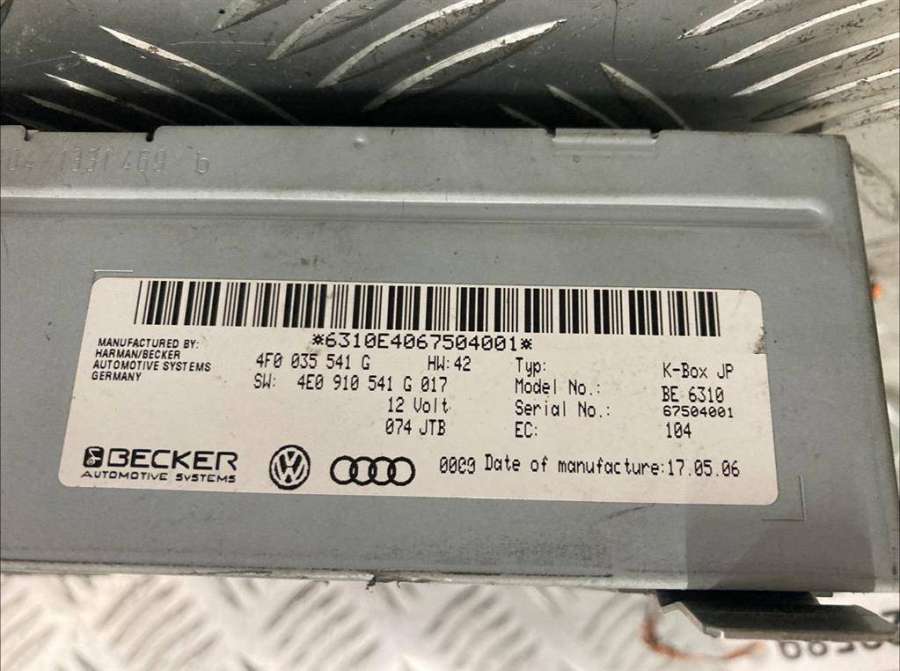 *6310E4067504001*
MANUFACTURED BY:
HARMAN/BECKER
AUTOMOTIVE SYSTEMS
GERMANY
4F0 035 541 G HW: 42
SW: 4E0 910 541 G 017
12 Volt
074 JTB
Typ: K-Box JP
Model No.: BE 6310
Serial No.: 67504001
EC: 104
BECKER
AUTOMOTIVE SYSTEMS
Date of manufacture: 17.05.06